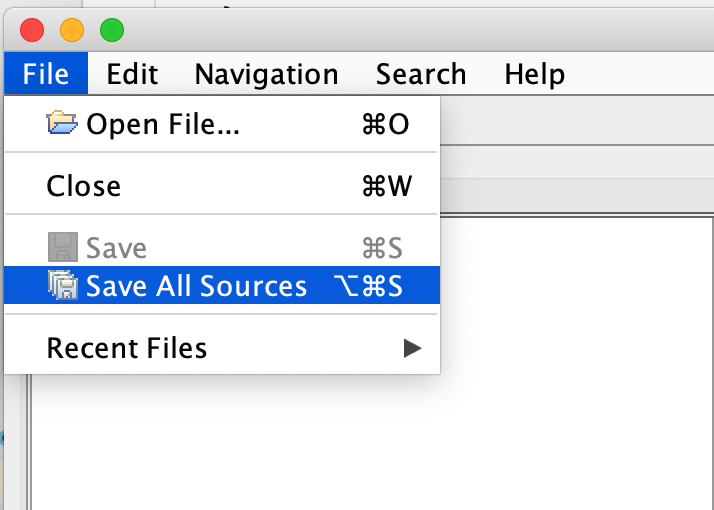 File Edit Navigation Search Help
Open File... ⌘O
Close ⌘W
Save ⌘S
Save All Sources ⌥⌘S
Recent Files